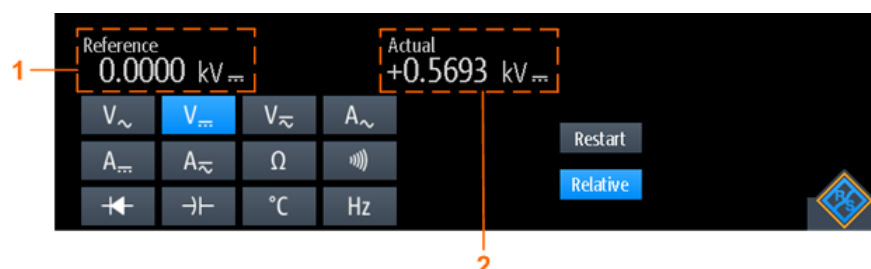 Reference
Actual
1
0.0000 kV⎓
+0.5693 kV⎓
V∿
V⎓
V⏦
A∿
Restart
A⎓
A⏦
Ω
Relative
°C
Hz
R&S
2